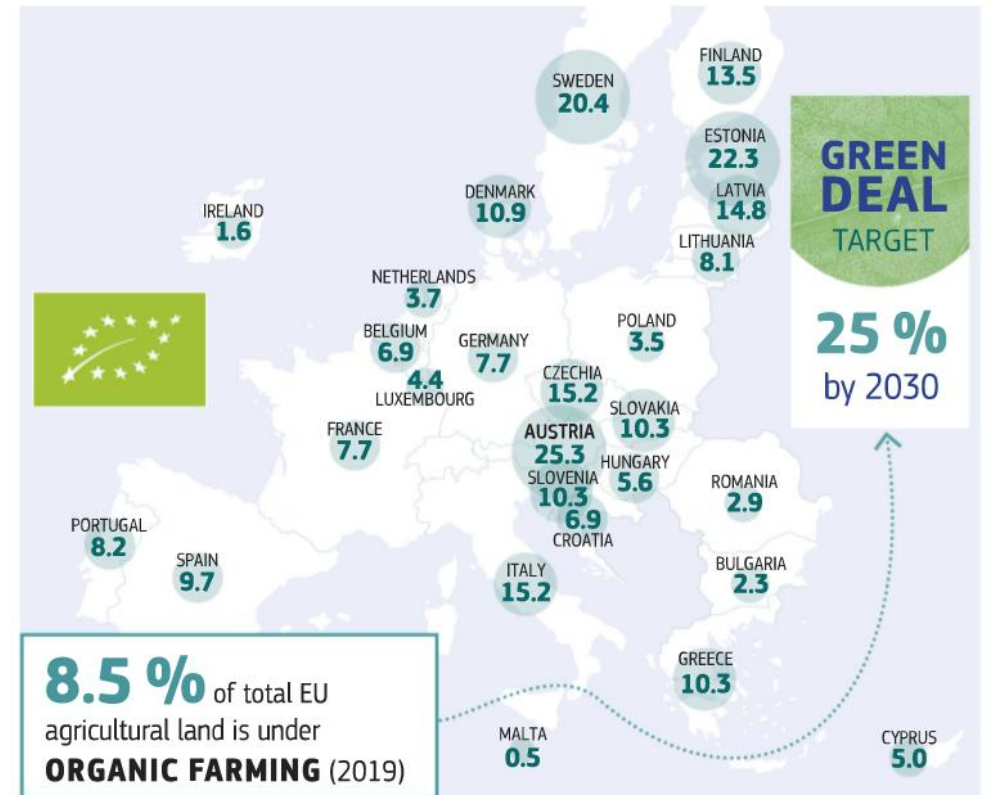 FINLAND
13.5
SWEDEN
20.4
ESTONIA
22.3
GREEN
DEAL
TARGET
LATVIA
14.8
DENMARK
10.9
IRELAND
1.6
LITHUANIA
8.1
NETHERLANDS
3.7
25 %
by 2030
BELGIUM
6.9
GERMANY
7.7
POLAND
3.5
4.4
LUXEMBOURG
CZECHIA
15.2
SLOVAKIA
10.3
FRANCE
7.7
AUSTRIA
25.3
HUNGARY
5.6
SLOVENIA
10.3
6.9
CROATIA
ROMANIA
2.9
PORTUGAL
8.2
SPAIN
9.7
ITALY
15.2
BULGARIA
2.3
GREECE
10.3
8.5 % of total EU
agricultural land is under
ORGANIC FARMING (2019)
MALTA
0.5
CYPRUS
5.0